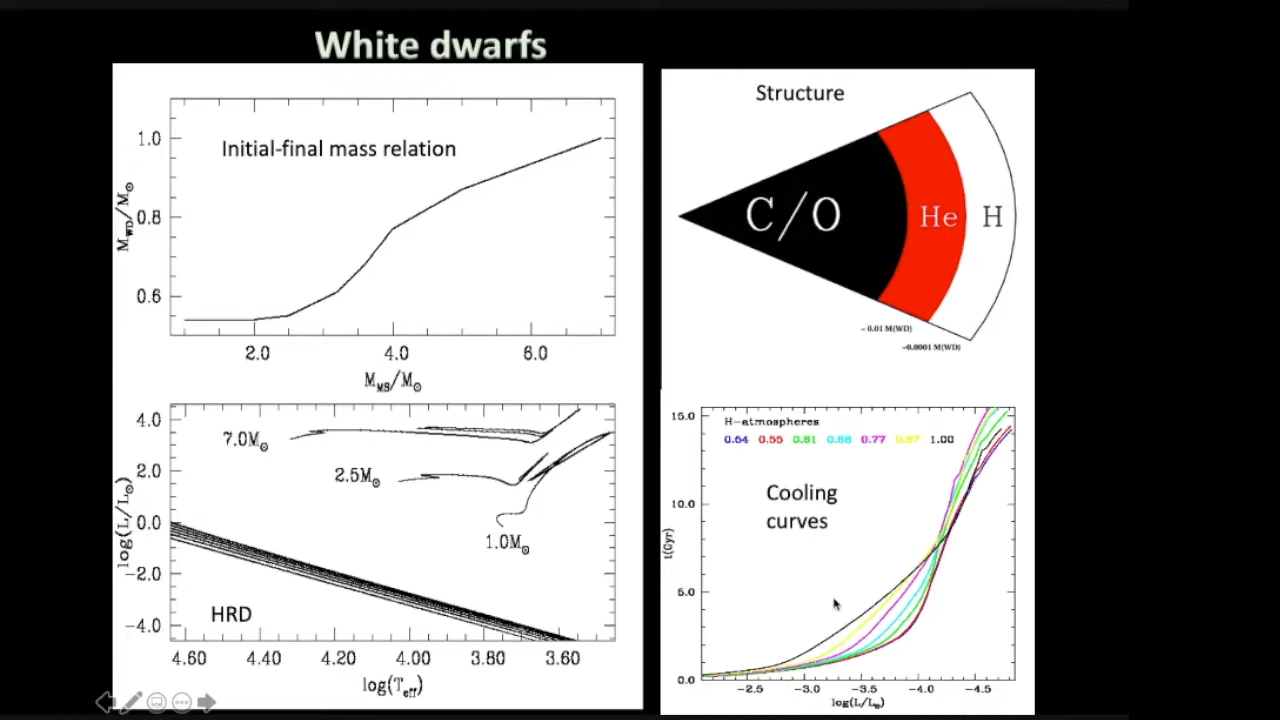 White dwarfs
Initial-final mass relation
1.0
0.8
0.6
M_WD/M_⊙
2.0 4.0 6.0
M_MS/M_⊙
Structure
C/O He H
~ 0.01 M(WD)
~0.0001 M(WD)
4.0
2.0
0.0
−2.0
−4.0
log(L/L_⊙)
7.0M_⊙
2.5M_⊙
1.0M_⊙
HRD
4.60 4.40 4.20 4.00 3.80 3.60
log(T_eff)
15.0
10.0
5.0
0.0
t(Gyr)
H-atmospheres
0.54 0.55 0.61 0.68 0.77 0.87 1.00
Cooling
curves
−2.5 −3.0 −3.5 −4.0 −4.5
log(L/L_⊙)